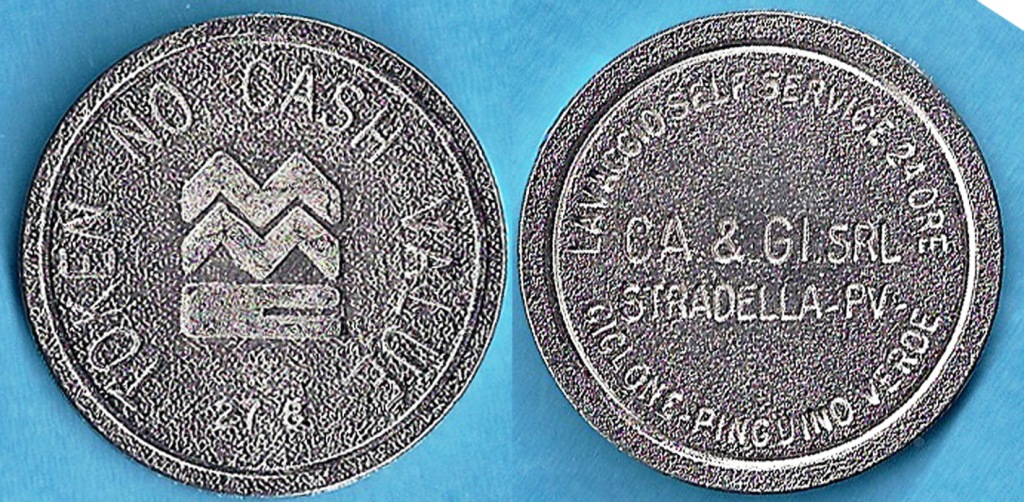 TOKEN NO CASH VALUE
278
LAVAGGIO SELF SERVICE 24 ORE
CA & GI SRL
STRADELLA-PV-
CICLONE-PINGUINO VERDE